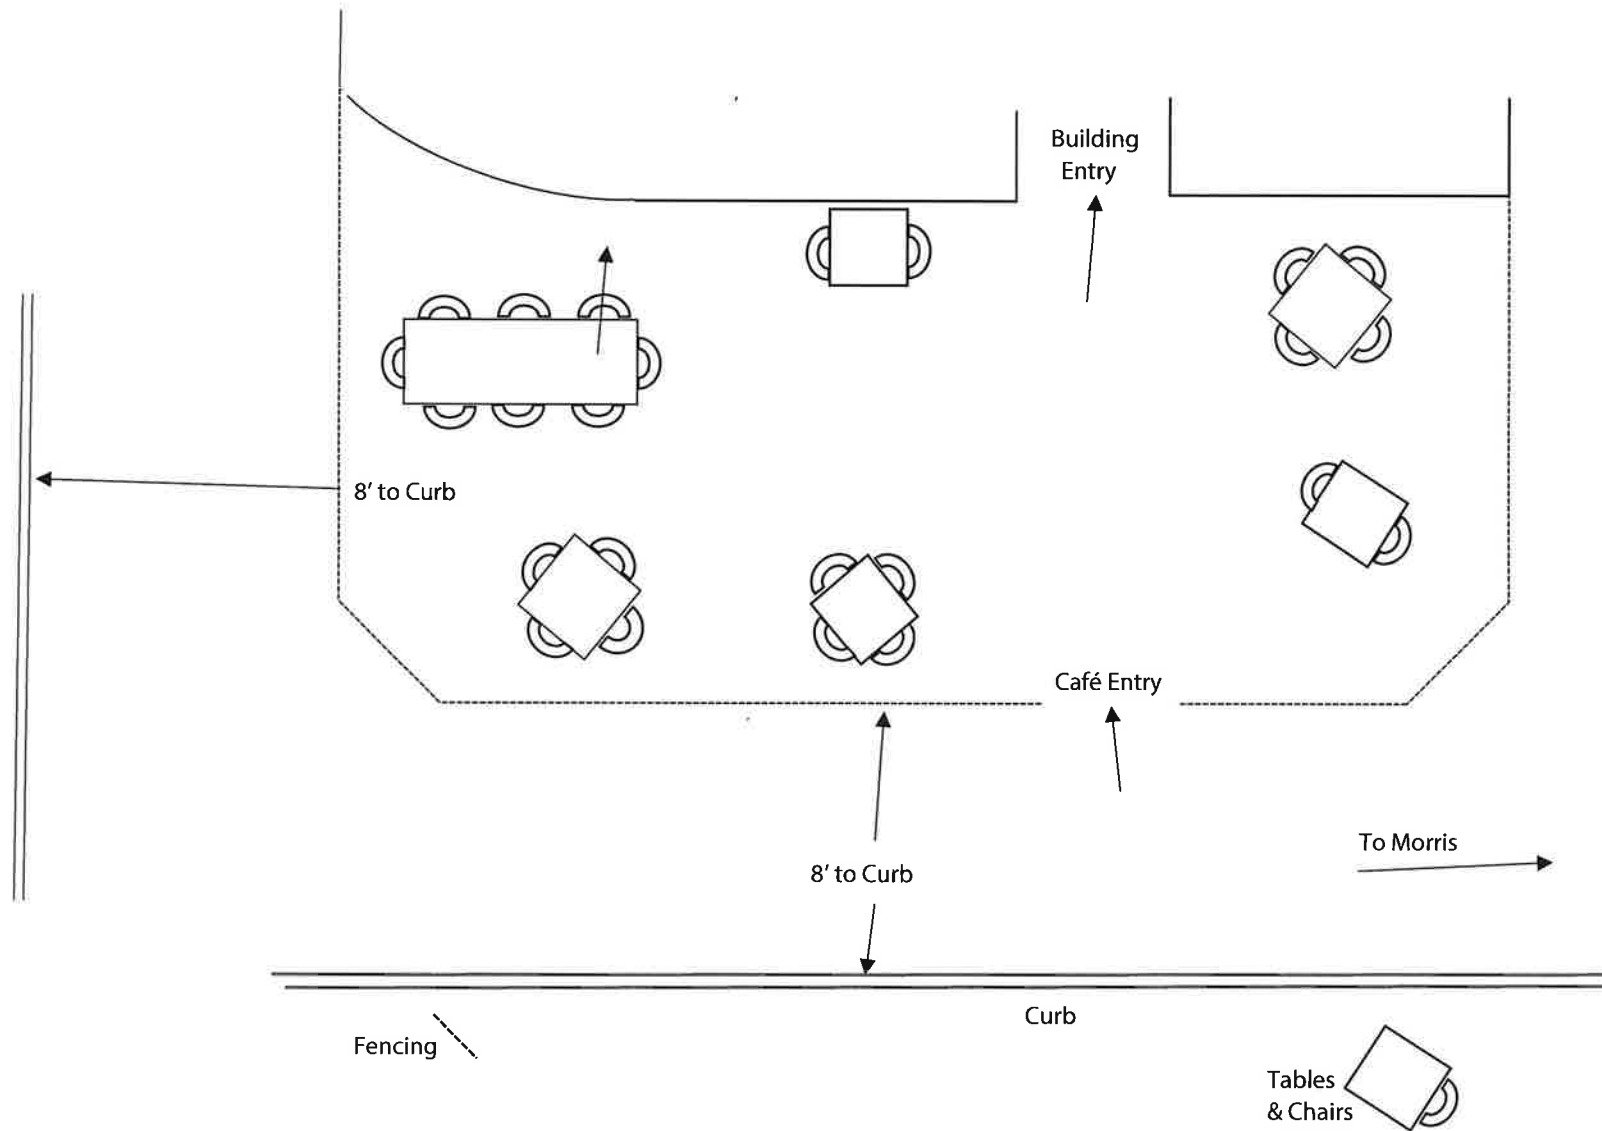 Building
Entry
8' to Curb
Café Entry
To Morris
8' to Curb
Curb
Fencing
Tables
& Chairs